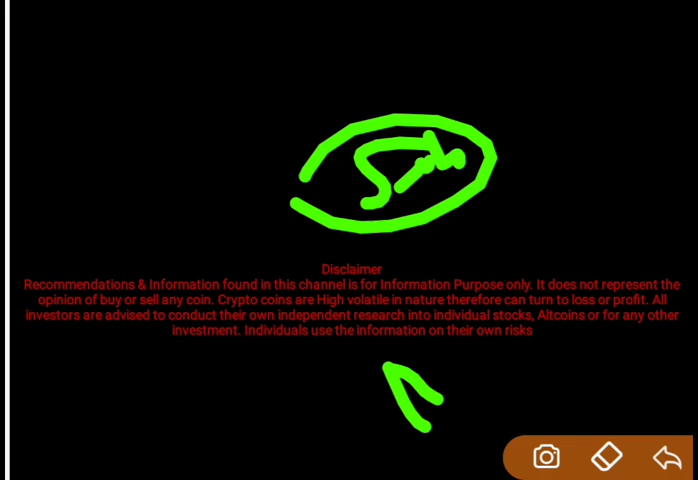 Disclaimer
Recommendations & Information found in this channel is for Information Purpose only. It does not represent the
opinion of buy or sell any coin. Crypto coins are High volatile in nature therefore can turn to loss or profit. All
investors are advised to conduct their own independent research into individual stocks, Altcoins or for any other
investment. Individuals use the information on their own risks